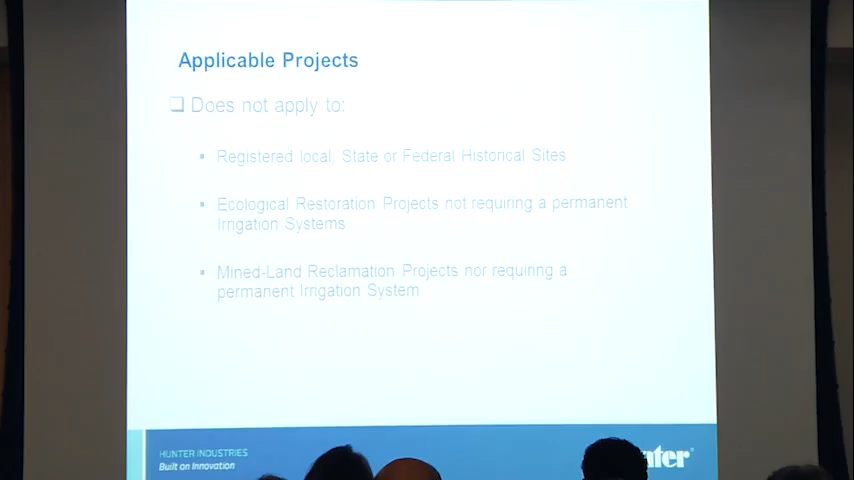 Applicable Projects
Does not apply to:
Registered local, State or Federal Historical Sites
Ecological Restoration Projects not requiring a permanent
Irrigation Systems
Mined-Land Reclamation Projects nor requiring a
permanent Irrigation System
HUNTER INDUSTRIES
Built on Innovation